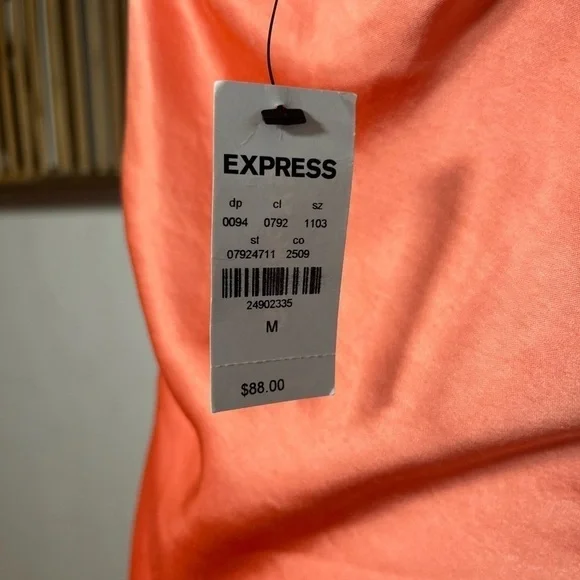 EXPRESS
dp cl sz
0094 0792 1103
st co
07924711 2509
24902335
M
$88.00